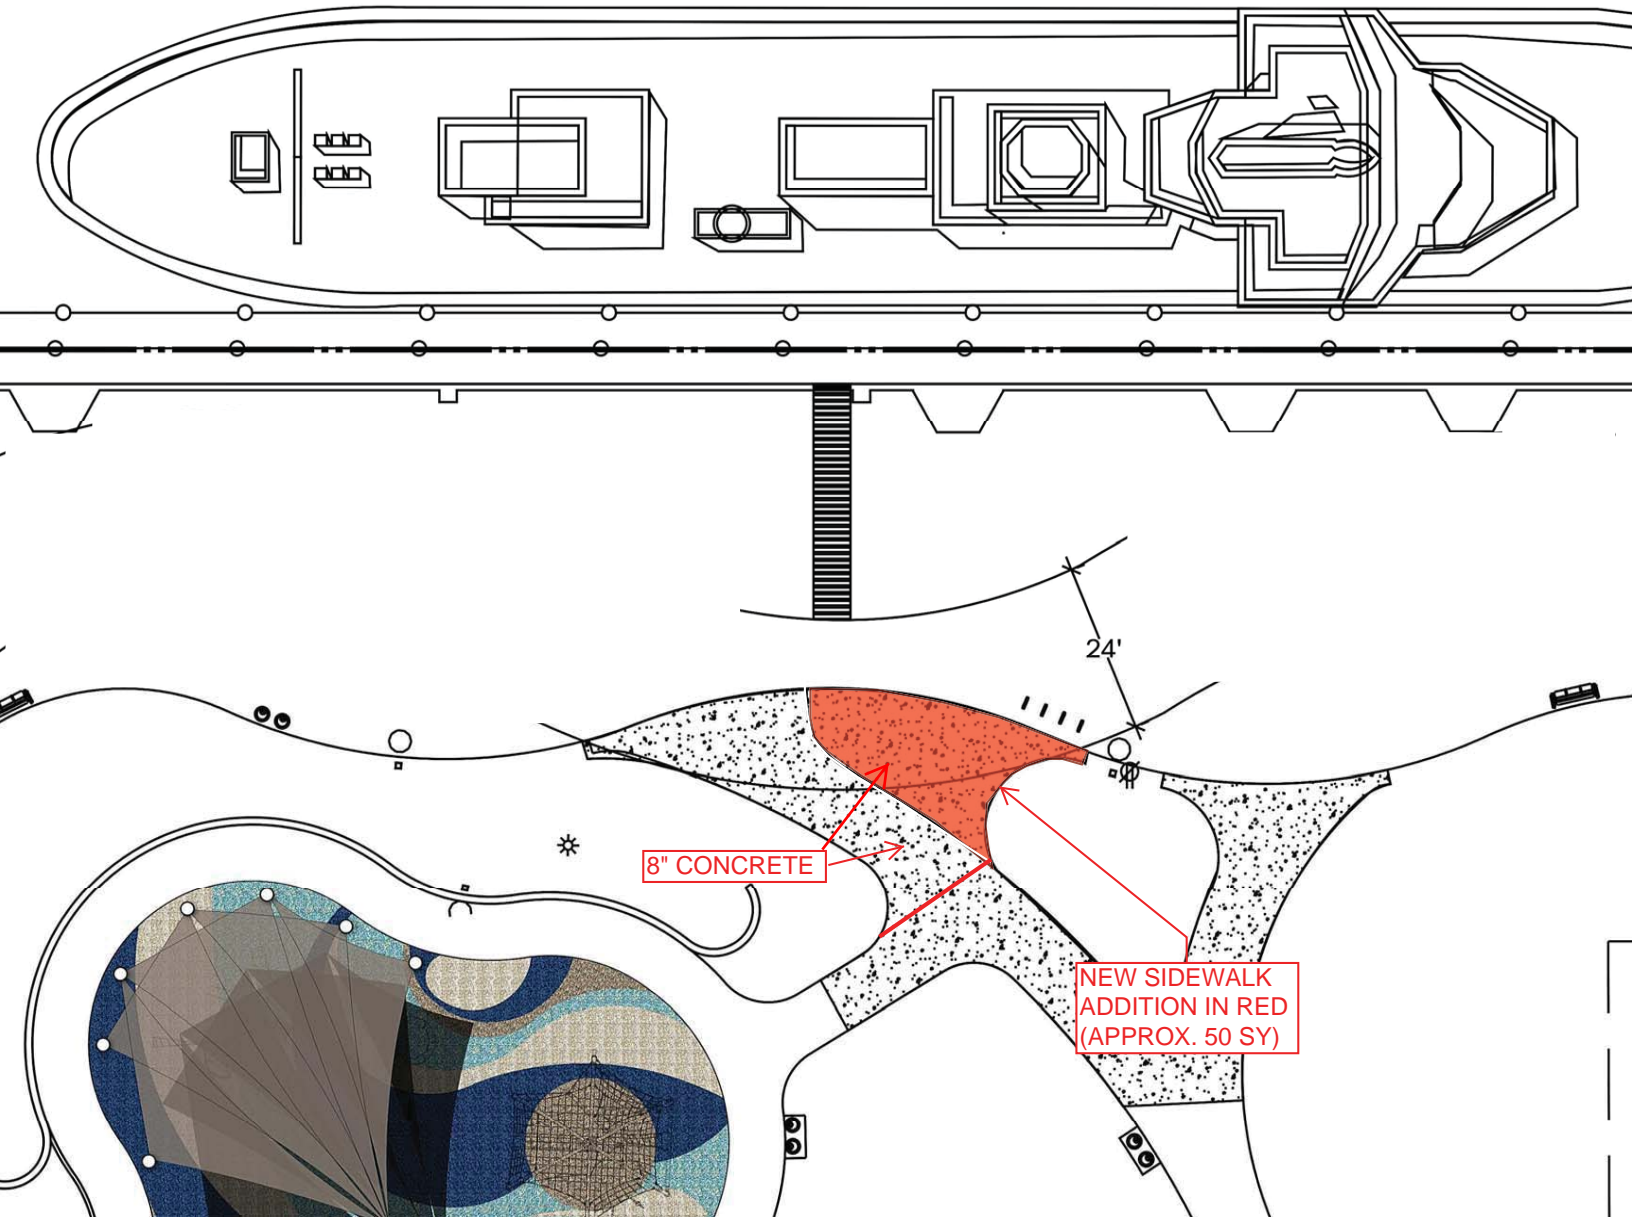 24'
8" CONCRETE
NEW SIDEWALK
ADDITION IN RED
(APPROX. 50 SY)